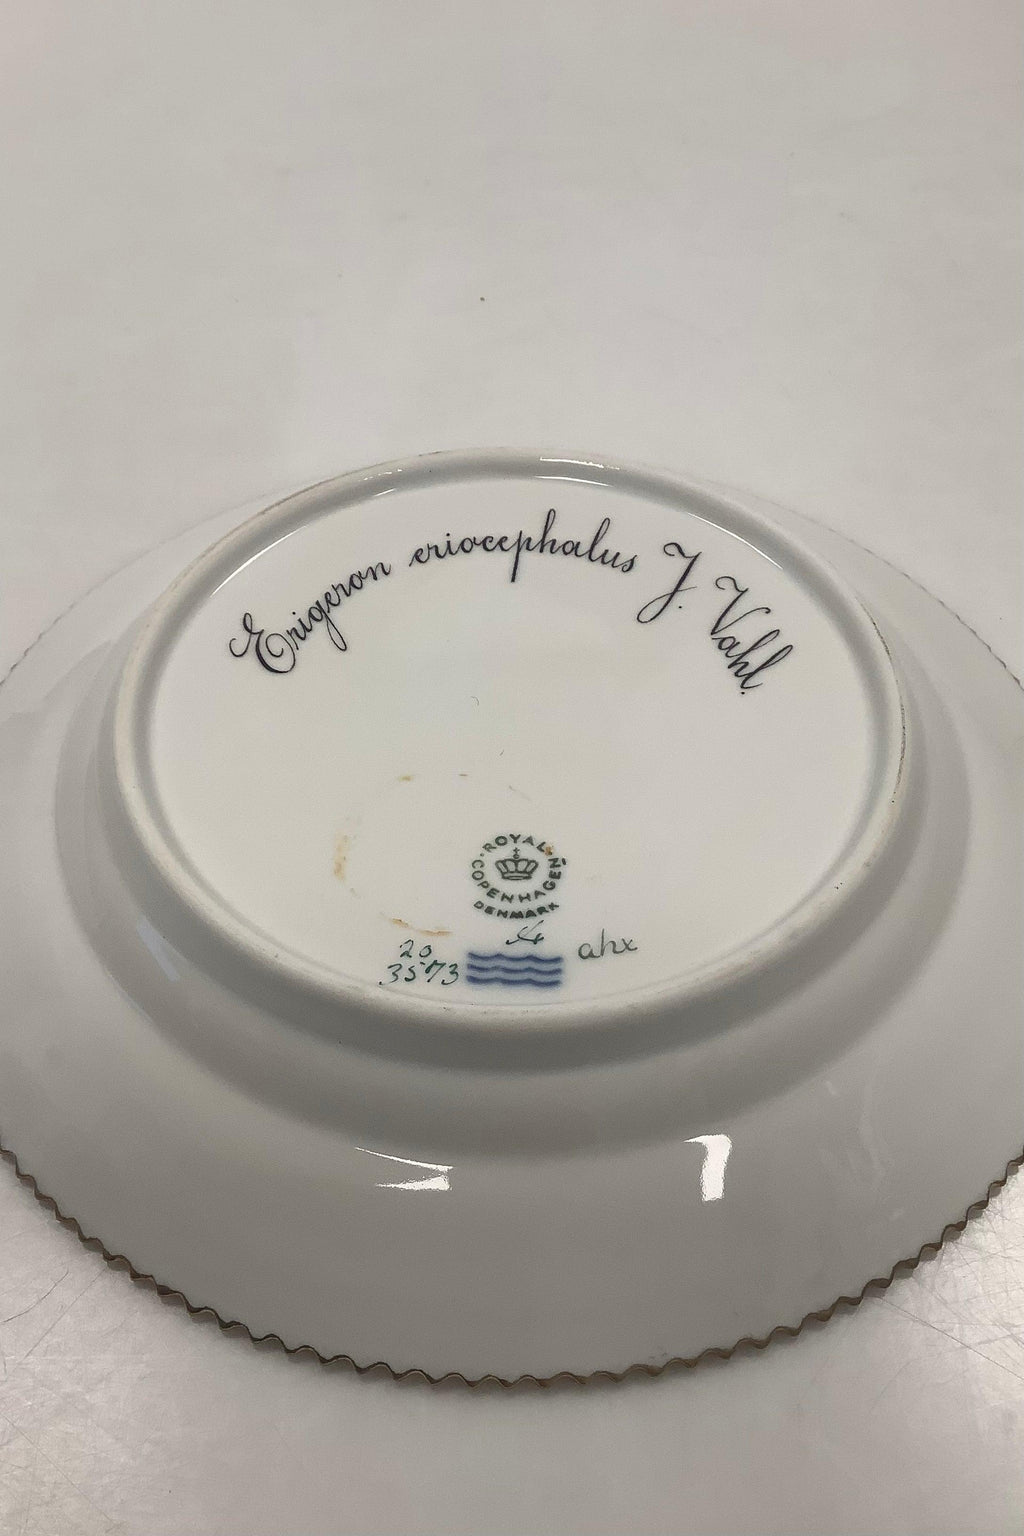 Erigeron eriocephalus J. Vahl.
ROYAL COPENHAGEN
DENMARK
20
3573
ahx